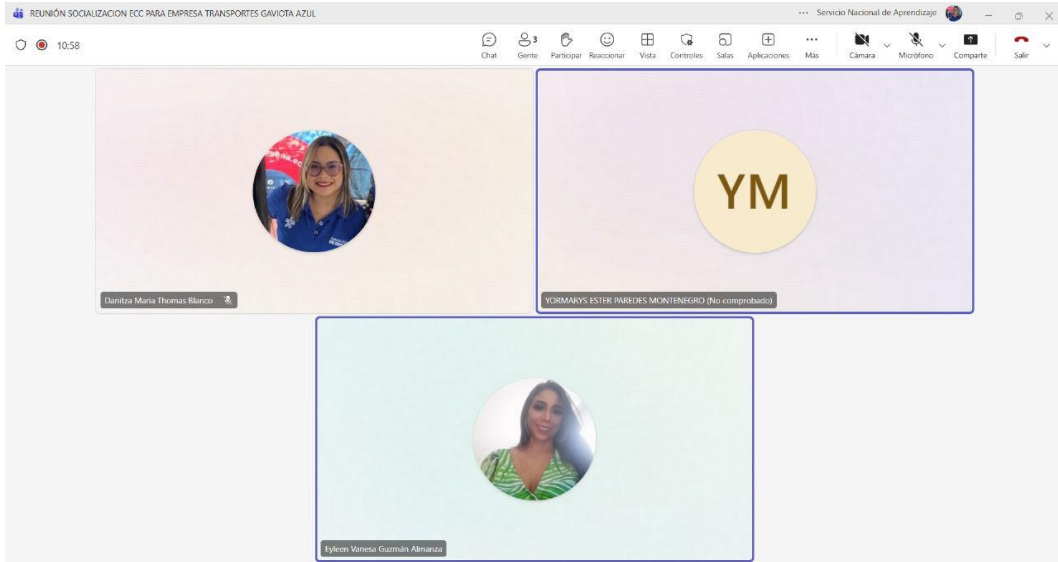 REUNIÓN SOCIALIZACION ECC PARA EMPRESA TRANSPORTES GAVIOTA AZUL
Servicio Nacional de Aprendizaje
10:58
Chat
Gente 3
Participar
Reaccionar
Vista
Controles
Salas
Aplicaciones
Más
Cámara
Micrófono
Comparte
Salir
Danitza Maria Thomas Blanco
YM
YORMARYS ESTER PAREDES MONTENEGRO (No comprobado)
Eyleen Vanesa Guzmán Almanza